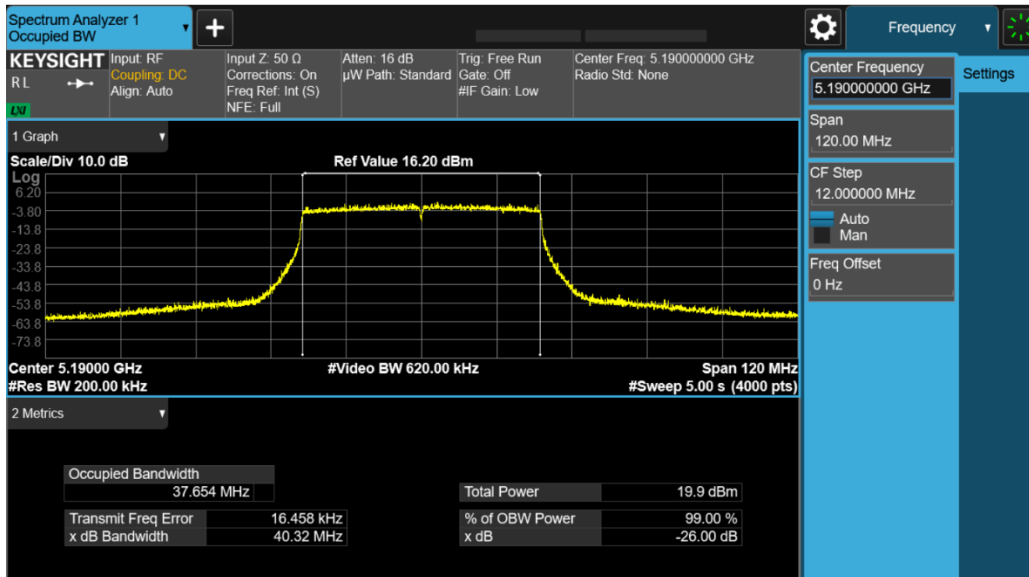 Spectrum Analyzer 1
Occupied BW
Frequency
KEYSIGHT
R L
LXI
Input: RF
Coupling: DC
Align: Auto
Input Z: 50 Ω
Corrections: On
Freq Ref: Int (S)
NFE: Full
Atten: 16 dB
µW Path: Standard
Trig: Free Run
Gate: Off
#IF Gain: Low
Center Freq: 5.190000000 GHz
Radio Std: None
Center Frequency
5.190000000 GHz
Settings
Span
120.00 MHz
CF Step
12.000000 MHz
Auto
Man
Freq Offset
0 Hz
1 Graph
Scale/Div 10.0 dB
Ref Value 16.20 dBm
Log
6.20
-3.80
-13.8
-23.8
-33.8
-43.8
-53.8
-63.8
-73.8
Center 5.19000 GHz
#Video BW 620.00 kHz
Span 120 MHz
#Res BW 200.00 kHz
#Sweep 5.00 s (4000 pts)
2 Metrics
Occupied Bandwidth
37.654 MHz
Total Power 19.9 dBm
Transmit Freq Error 16.458 kHz
% of OBW Power 99.00 %
x dB Bandwidth 40.32 MHz
x dB -26.00 dB